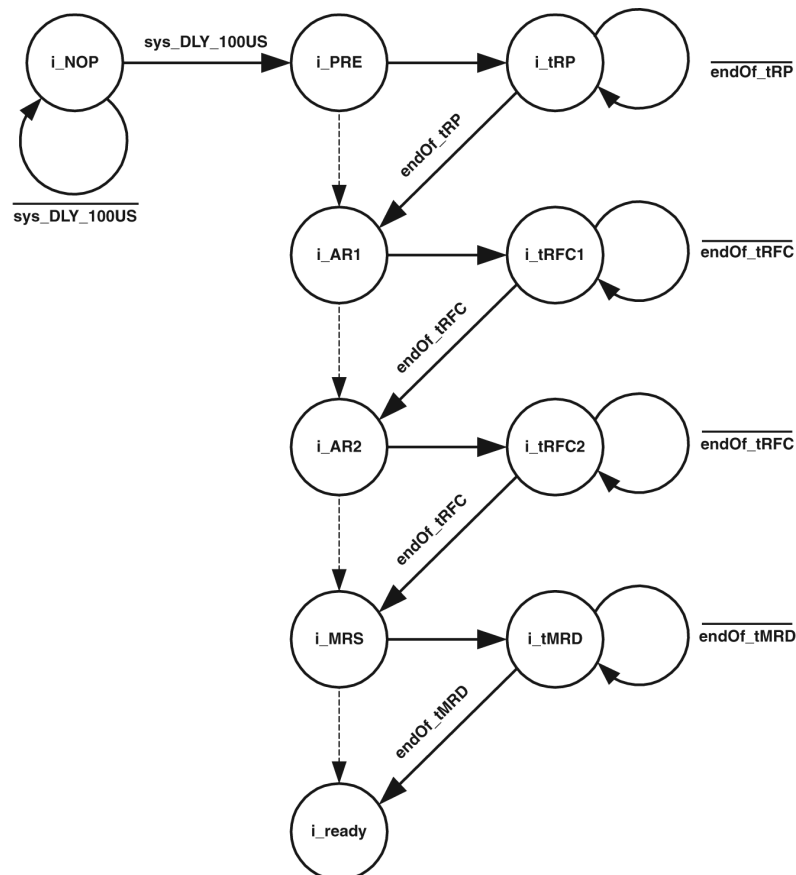 sys_DLY_100US
i_NOP
i_PRE
i_tRP
endOf_tRP
endOf_tRP
sys_DLY_100US
i_AR1
i_tRFC1
endOf_tRFC
endOf_tRFC
i_AR2
i_tRFC2
endOf_tRFC
endOf_tRFC
i_MRS
i_tMRD
endOf_tMRD
endOf_tMRD
i_ready